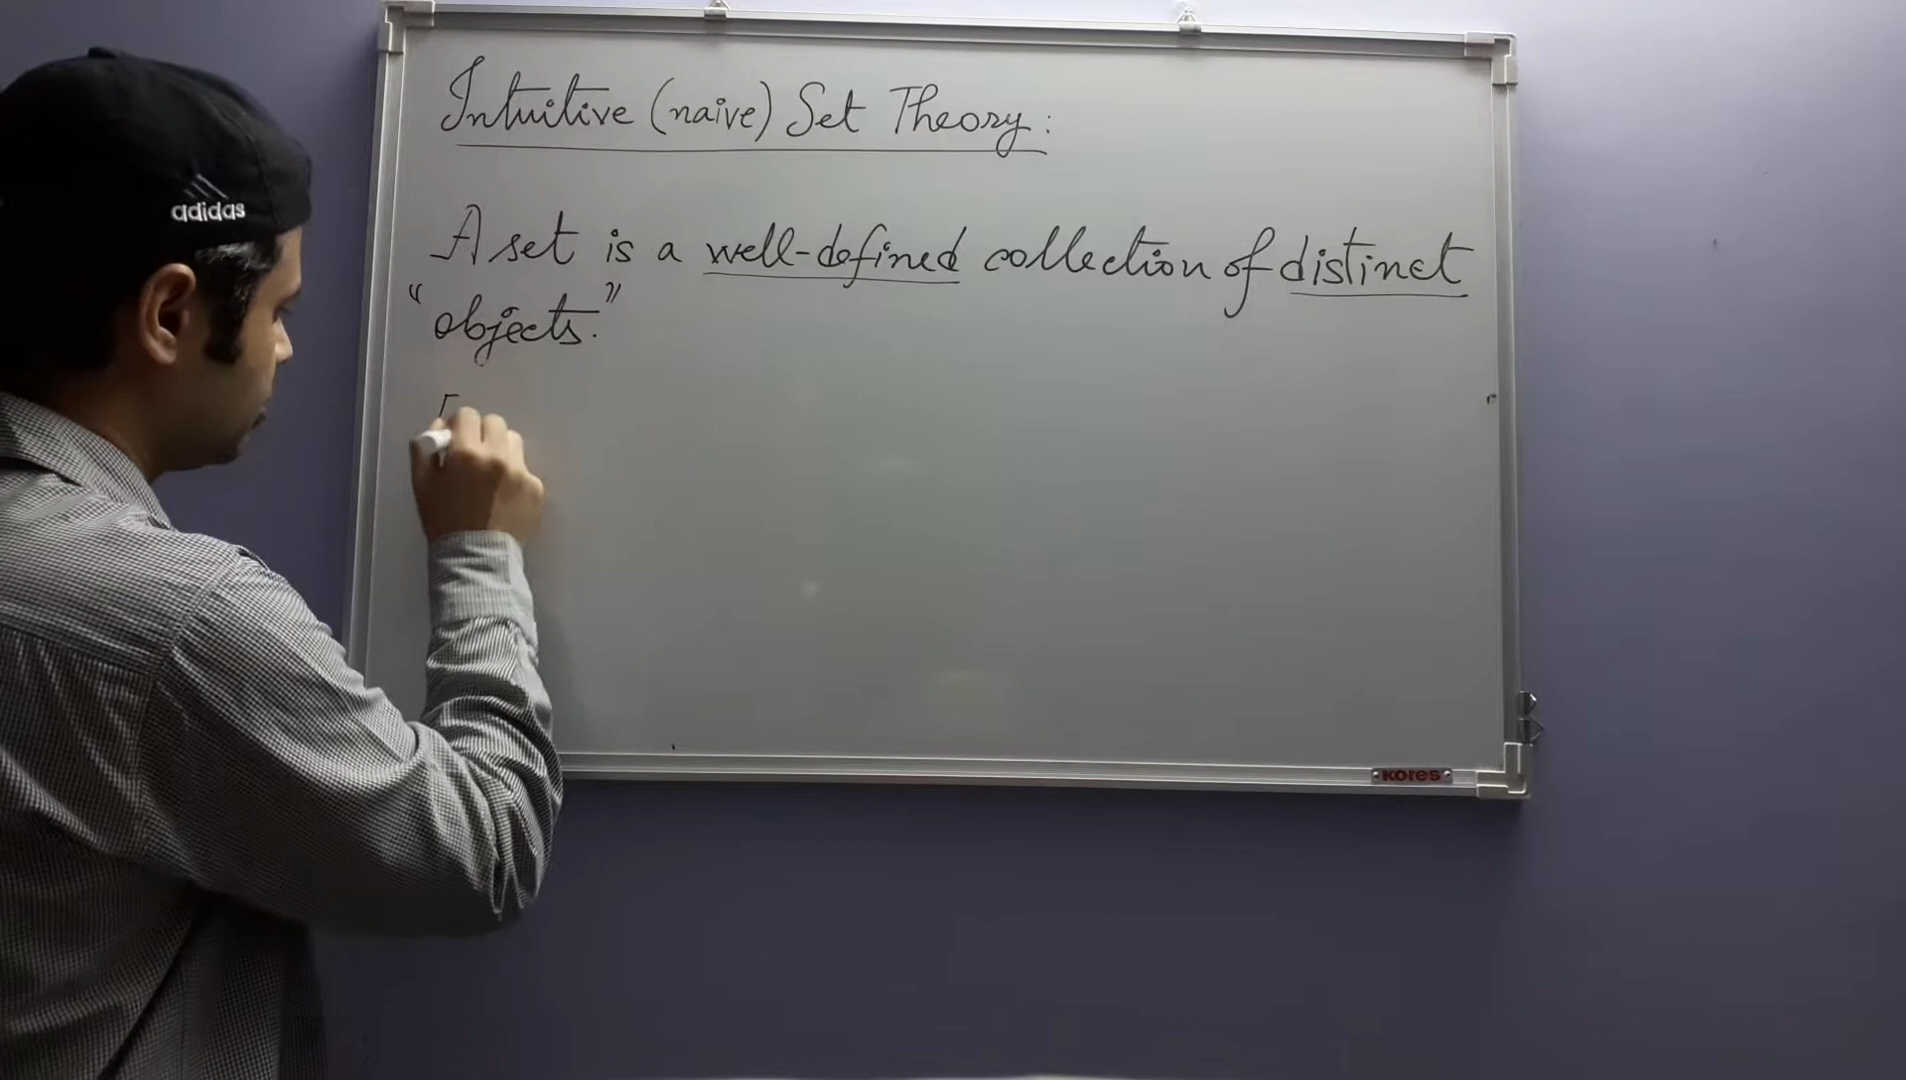 Intuitive (naive) Set Theory:
A set is a well-defined collection of distinct
"objects."
adidas
KORES